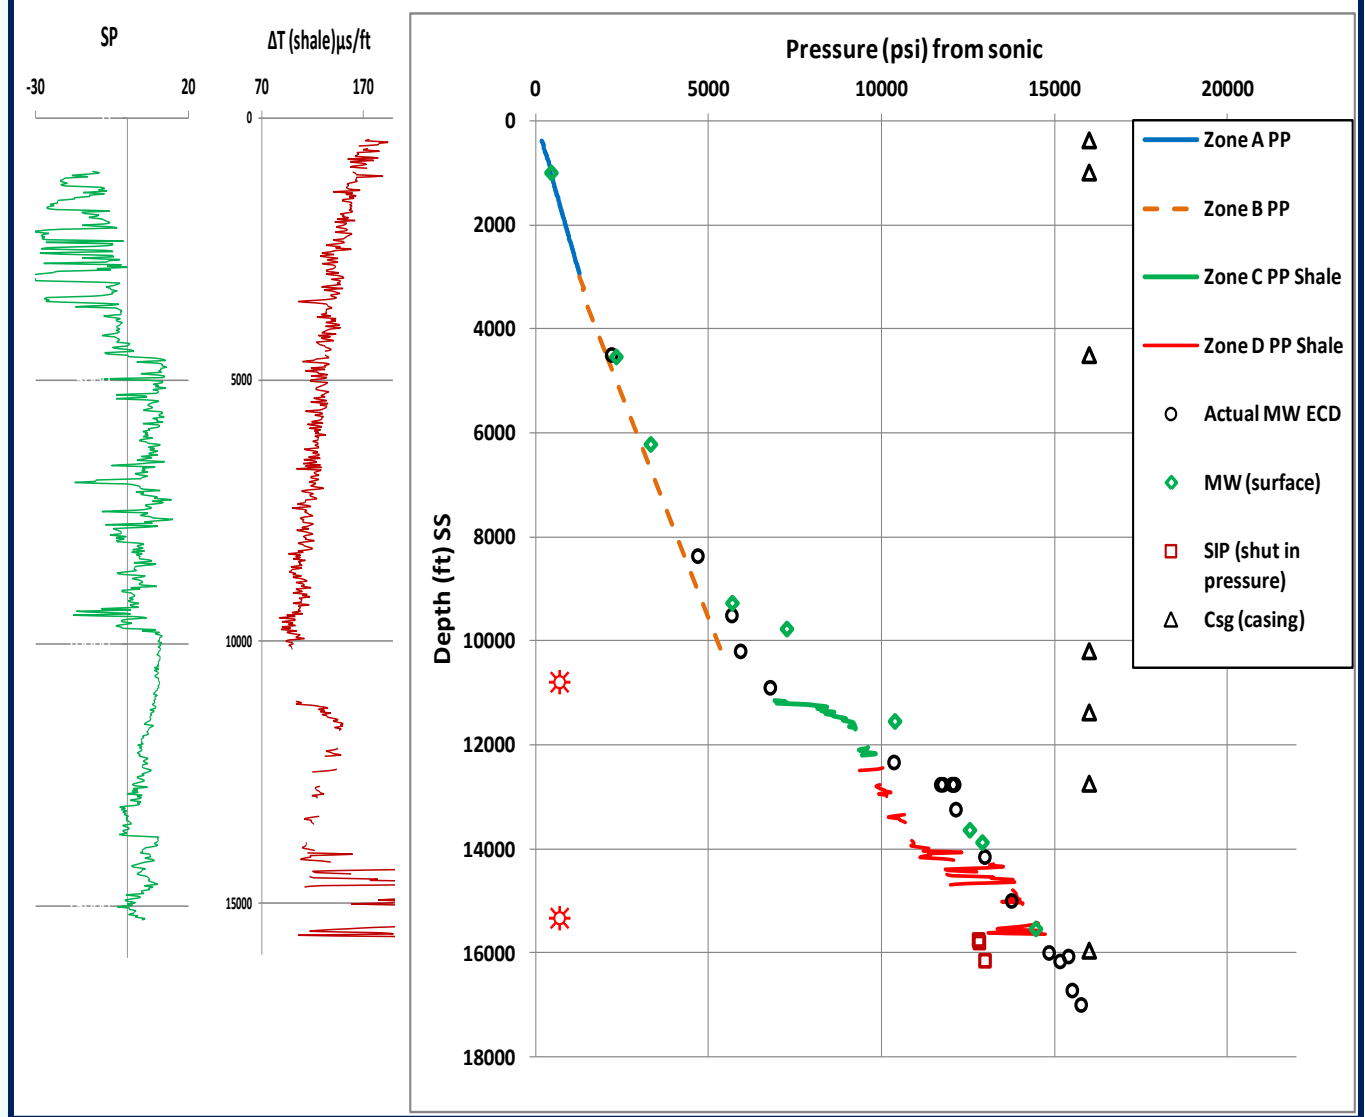 SP
-30
20
ΔT (shale)µs/ft
70
170
0
5000
10000
15000
Pressure (psi) from sonic
0
5000
10000
15000
20000
Depth (ft) SS
0
2000
4000
6000
8000
10000
12000
14000
16000
18000
Zone A PP
Zone B PP
Zone C PP Shale
Zone D PP Shale
Actual MW ECD
MW (surface)
SIP (shut in
pressure)
Csg (casing)